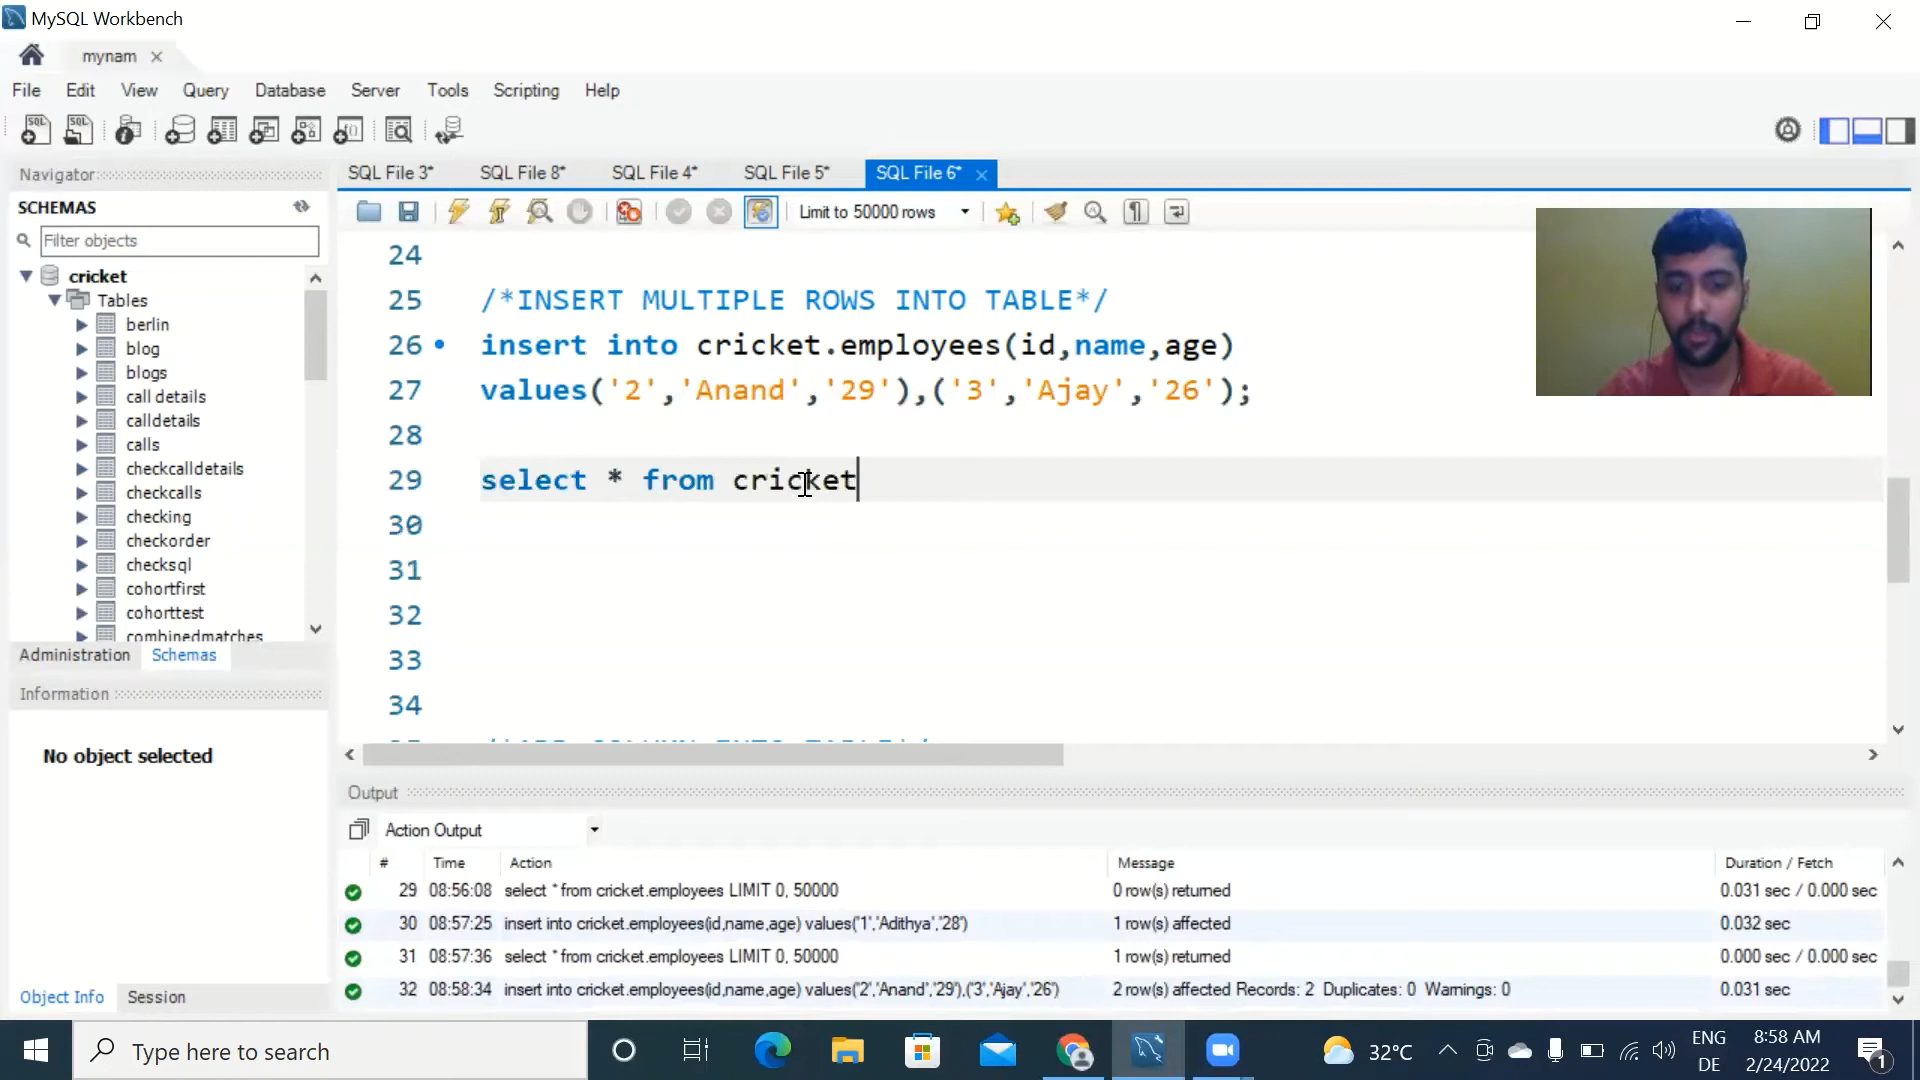 MySQL Workbench
mynam
File Edit View Query Database Server Tools Scripting Help
Navigator
SCHEMAS
Filter objects
cricket
Tables
berlin
blog
blogs
call details
calldetails
calls
checkcalldetails
checkcalls
checking
checkorder
checksql
cohortfirst
cohorttest
combinedmatches
Administration Schemas
Information
No object selected
Object Info Session
SQL File 3* SQL File 8* SQL File 4* SQL File 5* SQL File 6*
Limit to 50000 rows
24
25 /*INSERT MULTIPLE ROWS INTO TABLE*/
26 insert into cricket.employees(id,name,age)
27 values('2','Anand','29'),('3','Ajay','26');
28
29 select * from cricket
30
31
32
33
34
Output
Action Output
# Time Action Message Duration / Fetch
29 08:56:08 select * from cricket.employees LIMIT 0, 50000 0 row(s) returned 0.031 sec / 0.000 sec
30 08:57:25 insert into cricket.employees(id,name,age) values('1','Adithya','28') 1 row(s) affected 0.032 sec
31 08:57:36 select * from cricket.employees LIMIT 0, 50000 1 row(s) returned 0.000 sec / 0.000 sec
32 08:58:34 insert into cricket.employees(id,name,age) values('2','Anand','29'),('3','Ajay','26') 2 row(s) affected Records: 2 Duplicates: 0 Warnings: 0 0.031 sec
Type here to search
32°C
ENG
DE
8:58 AM
2/24/2022
1